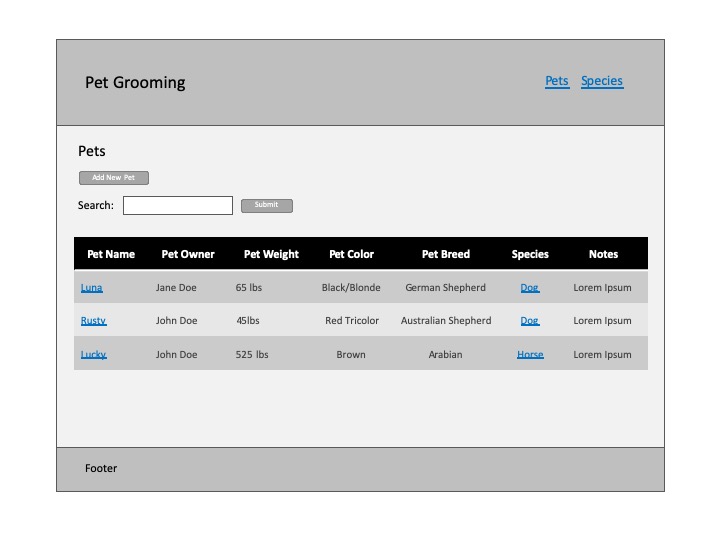 Pet Grooming
Pets Species
Pets
Add New Pet
Search: Submit
Pet Name Pet Owner Pet Weight Pet Color Pet Breed Species Notes
Luna Jane Doe 65 lbs Black/Blonde German Shepherd Dog Lorem Ipsum
Rusty John Doe 45lbs Red Tricolor Australian Shepherd Dog Lorem Ipsum
Lucky John Doe 525 lbs Brown Arabian Horse Lorem Ipsum
Footer